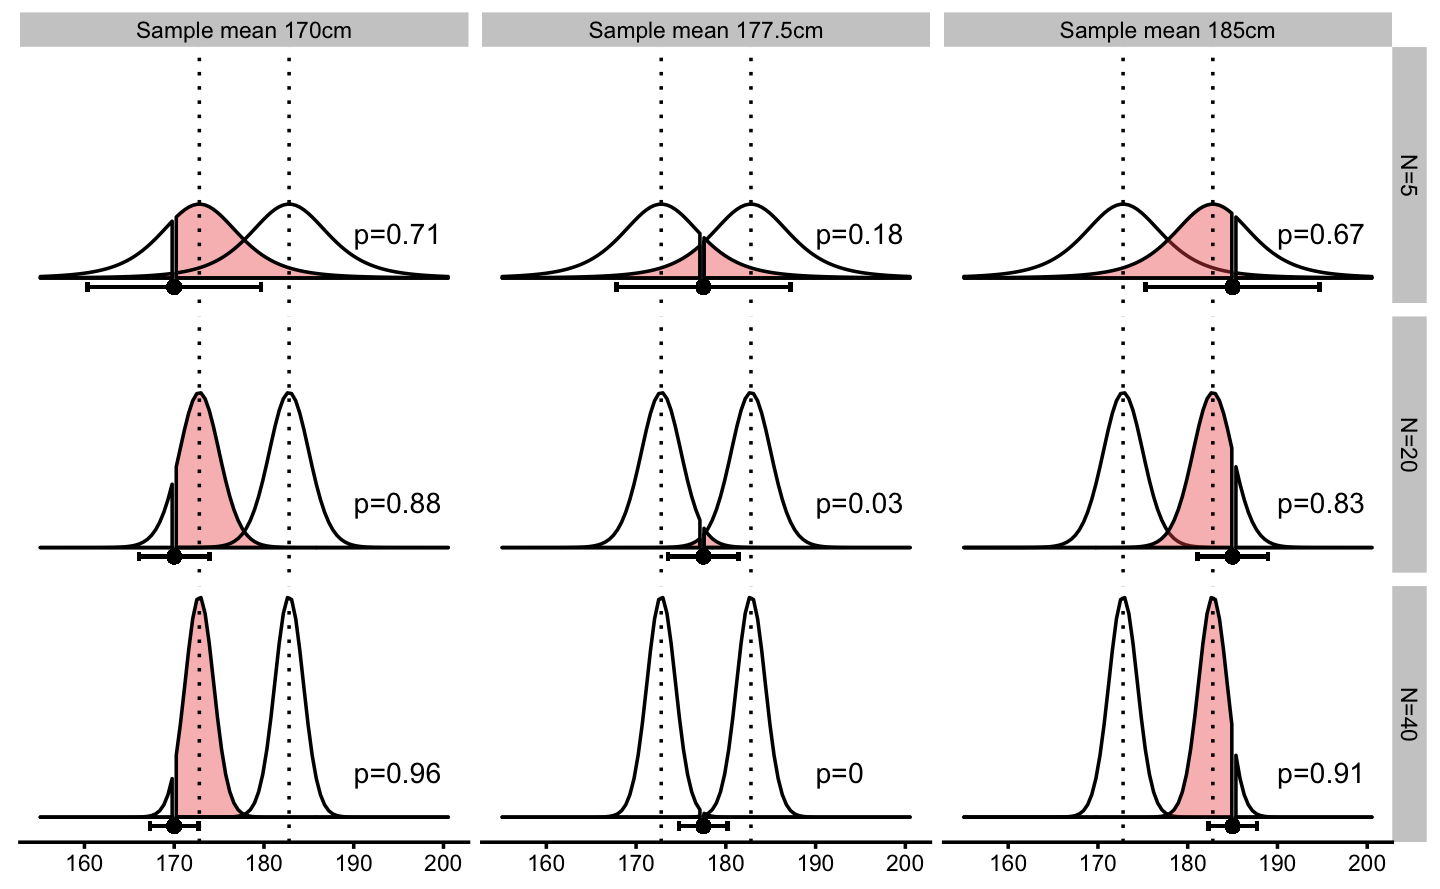 Sample mean 170cm
Sample mean 177.5cm
Sample mean 185cm
p=0.71
p=0.18
p=0.67
N=5
p=0.88
p=0.03
p=0.83
N=20
p=0.96
p=0
p=0.91
N=40
160 170 180 190 200
160 170 180 190 200
160 170 180 190 200